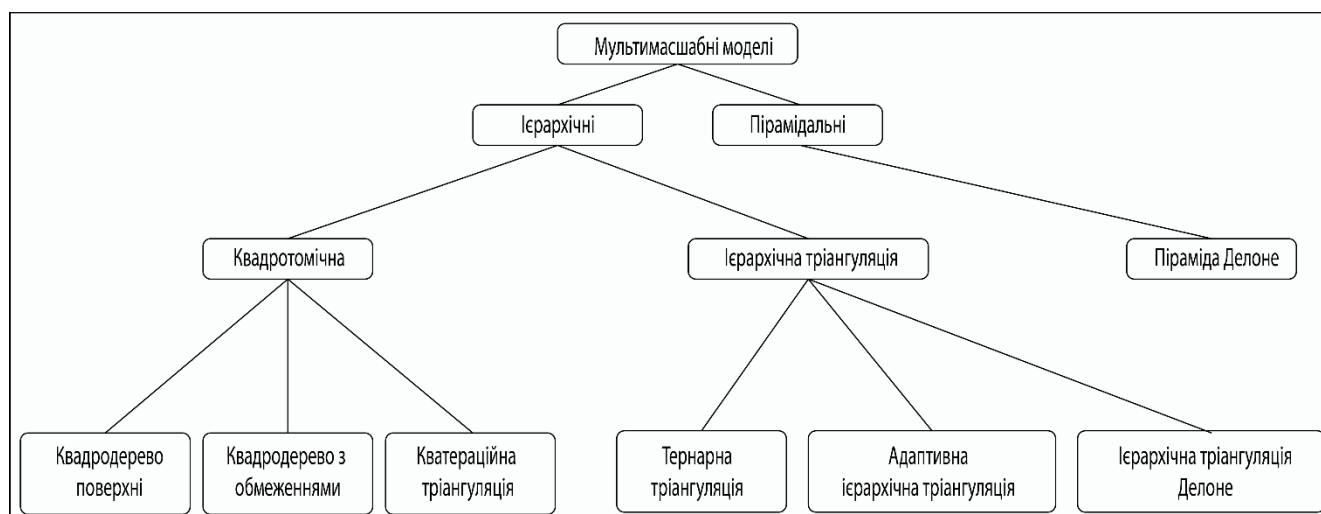 Мультимасшабні моделі
Ієрархічні
Пірамідальні
Квадротомічна
Ієрархічна тріангуляція
Піраміда Делоне
Квадродерево
поверхні
Квадродерево з
обмеженнями
Кватераційна
тріангуляція
Тернарна
тріангуляція
Адаптивна
ієрархічна тріангуляція
Ієрархічна тріангуляція
Делоне